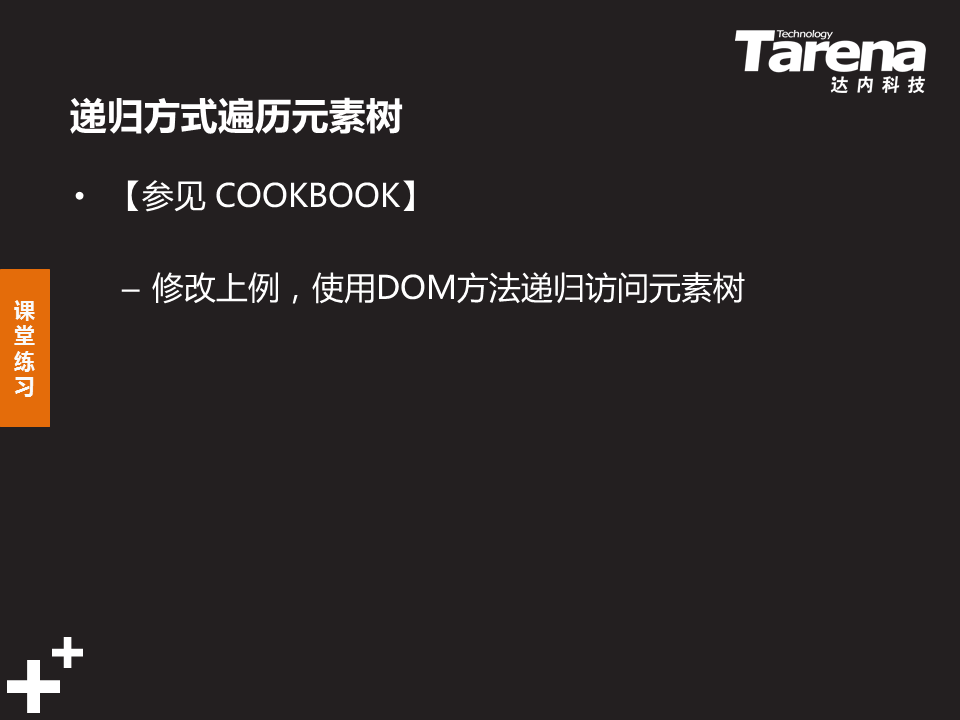 Technology
Tarena
达内科技
递归方式遍历元素树
• 【参见 COOKBOOK】
– 修改上例，使用DOM方法递归访问元素树
课
堂
练
习